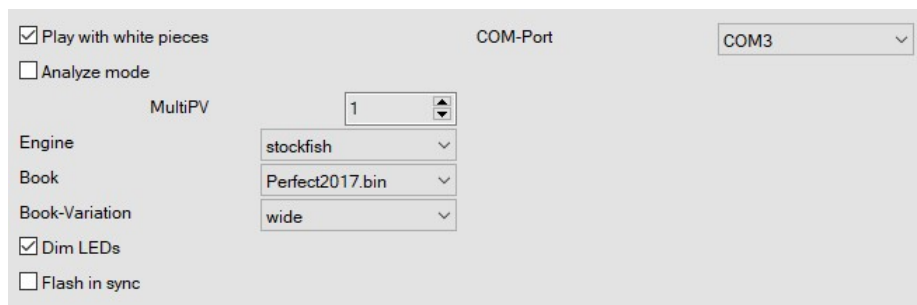 Play with white pieces COM-Port COM3
Analyze mode
MultiPV 1
Engine stockfish
Book Perfect2017.bin
Book-Variation wide
Dim LEDs
Flash in sync